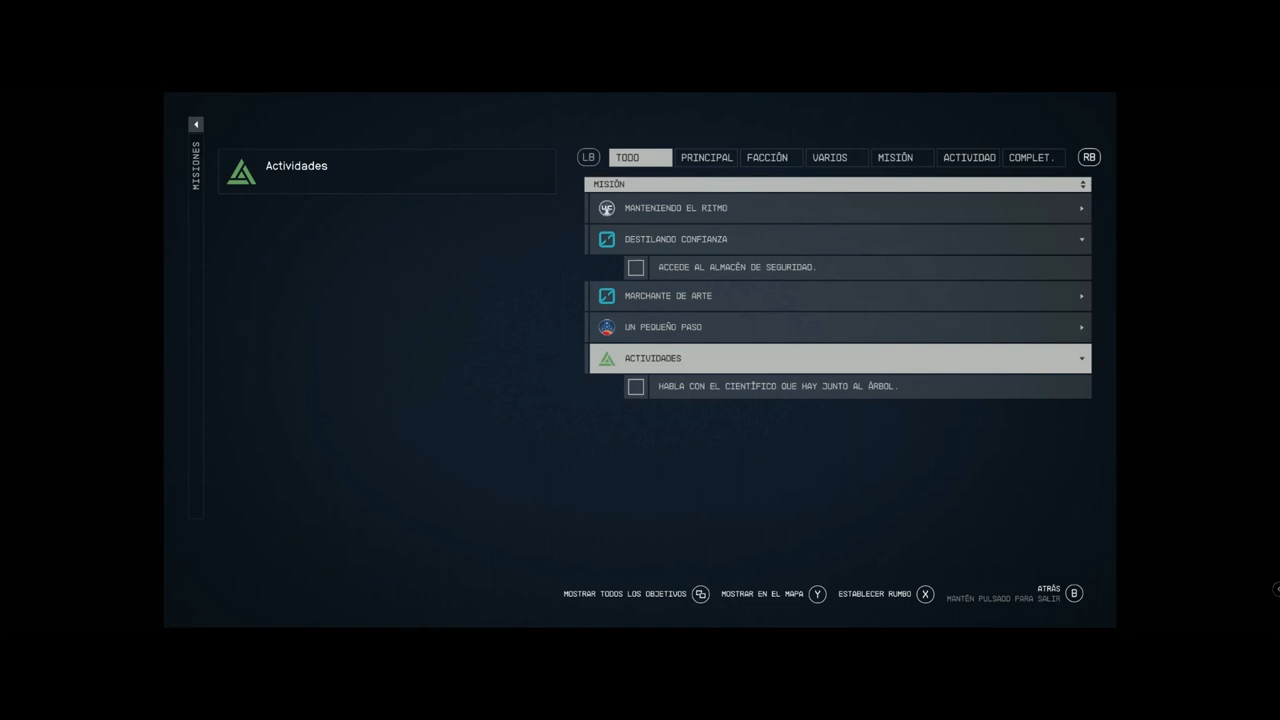 MISIONES
Actividades
LB TODO PRINCIPAL FACCIÓN VARIOS MISIÓN ACTIVIDAD COMPLET. RB
MISIÓN
MANTENIENDO EL RITMO
DESTILANDO CONFIANZA
ACCEDE AL ALMACÉN DE SEGURIDAD.
MARCHANTE DE ARTE
UN PEQUEÑO PASO
ACTIVIDADES
HABLA CON EL CIENTÍFICO QUE HAY JUNTO AL ÁRBOL.
MOSTRAR TODOS LOS OBJETIVOS MOSTRAR EN EL MAPA Y ESTABLECER RUMBO X ATRÁS B
MANTÉN PULSADO PARA SALIR